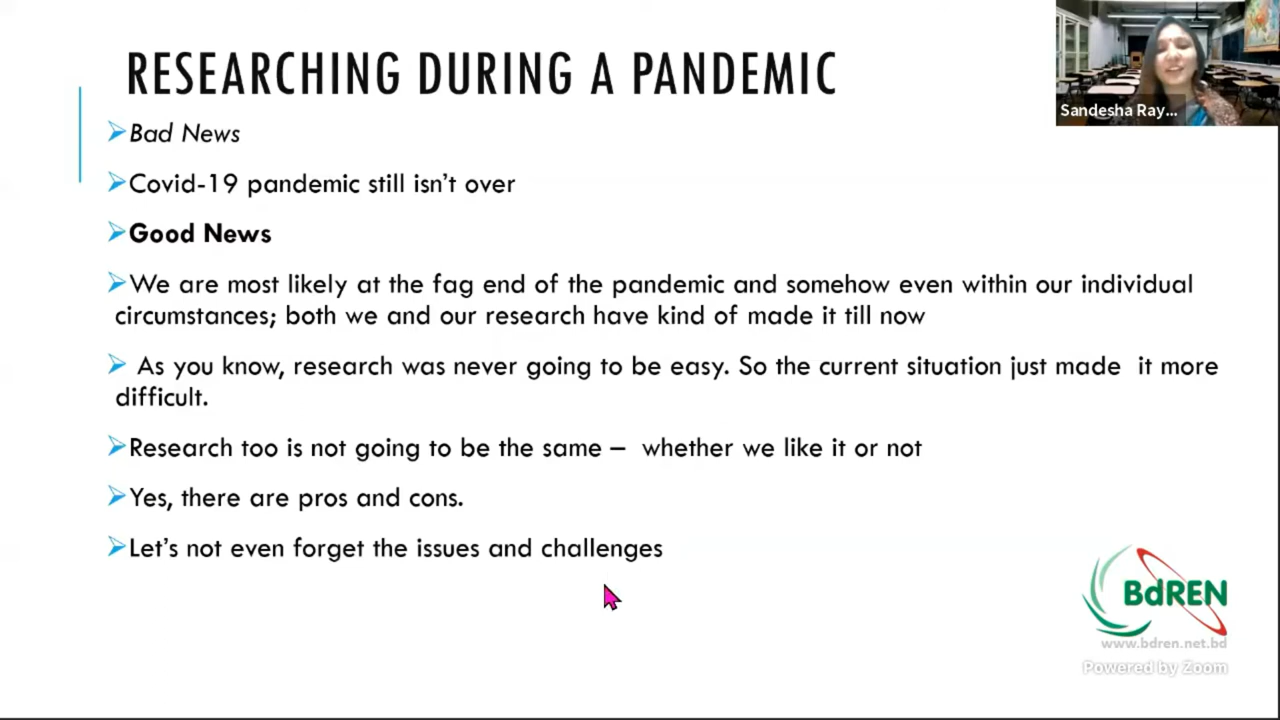 RESEARCHING DURING A PANDEMIC
Sandesha Ray...
➢Bad News
➢Covid-19 pandemic still isn't over
➢Good News
➢We are most likely at the fag end of the pandemic and somehow even within our individual
circumstances; both we and our research have kind of made it till now
➢ As you know, research was never going to be easy. So the current situation just made  it more
difficult.
➢Research too is not going to be the same –  whether we like it or not
➢Yes, there are pros and cons.
➢Let's not even forget the issues and challenges
BdREN
www.bdren.net.bd
Powered by Zoom